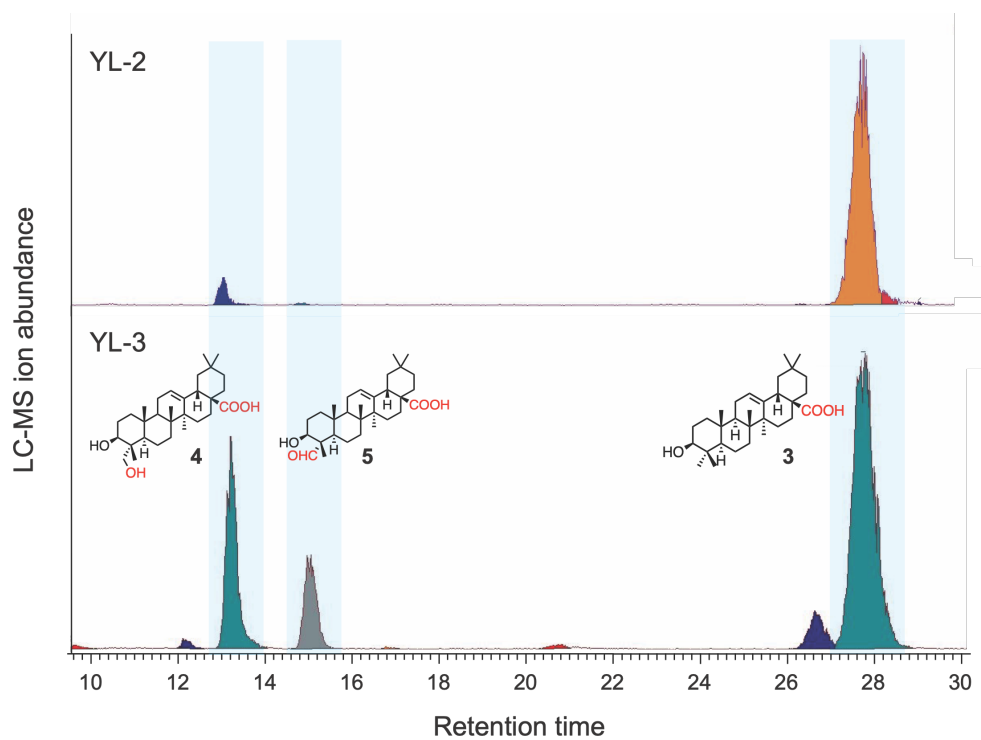 YL-2
LC-MS ion abundance
YL-3
H
COOH
HO
H
OH
4
H
COOH
HO
OHC
H
5
H
H
COOH
HO
H
3
10 12 14 16 18 20 22 24 26 28 30
Retention time